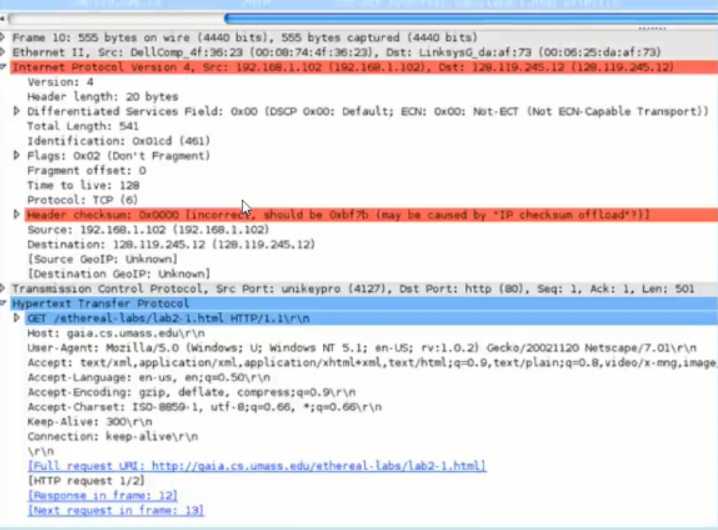 Frame 10: 555 bytes on wire (4440 bits), 555 bytes captured (4440 bits)
Ethernet II, Src: DellComp_4f:36:23 (00:08:74:4f:36:23), Dst: LinksysG_da:af:73 (00:06:25:da:af:73)
Internet Protocol Version 4, Src: 192.168.1.102 (192.168.1.102), Dst: 128.119.245.12 (128.119.245.12)
Version: 4
Header length: 20 bytes
Differentiated Services Field: 0x00 (DSCP 0x00: Default; ECN: 0x00: Not-ECT (Not ECN-Capable Transport))
Total Length: 541
Identification: 0x01cd (461)
Flags: 0x02 (Don't Fragment)
Fragment offset: 0
Time to live: 128
Protocol: TCP (6)
Header checksum: 0x0000 [incorrect, should be 0xbf7b (may be caused by "IP checksum offload"?)]
Source: 192.168.1.102 (192.168.1.102)
Destination: 128.119.245.12 (128.119.245.12)
[Source GeoIP: Unknown]
[Destination GeoIP: Unknown]
Transmission Control Protocol, Src Port: unikeypro (4127), Dst Port: http (80), Seq: 1, Ack: 1, Len: 501
Hypertext Transfer Protocol
GET /ethereal-labs/lab2-1.html HTTP/1.1\r\n
Host: gaia.cs.umass.edu\r\n
User-Agent: Mozilla/5.0 (Windows; U; Windows NT 5.1; en-US; rv:1.0.2) Gecko/20021120 Netscape/7.01\r\n
Accept: text/xml,application/xml,application/xhtml+xml,text/html;q=0.9,text/plain;q=0.8,video/x-mng,image
Accept-Language: en-us, en;q=0.50\r\n
Accept-Encoding: gzip, deflate, compress;q=0.9\r\n
Accept-Charset: ISO-8859-1, utf-8;q=0.66, *;q=0.66\r\n
Keep-Alive: 300\r\n
Connection: keep-alive\r\n
\r\n
[Full request URI: http://gaia.cs.umass.edu/ethereal-labs/lab2-1.html]
[HTTP request 1/2]
[Response in frame: 12]
[Next request in frame: 13]